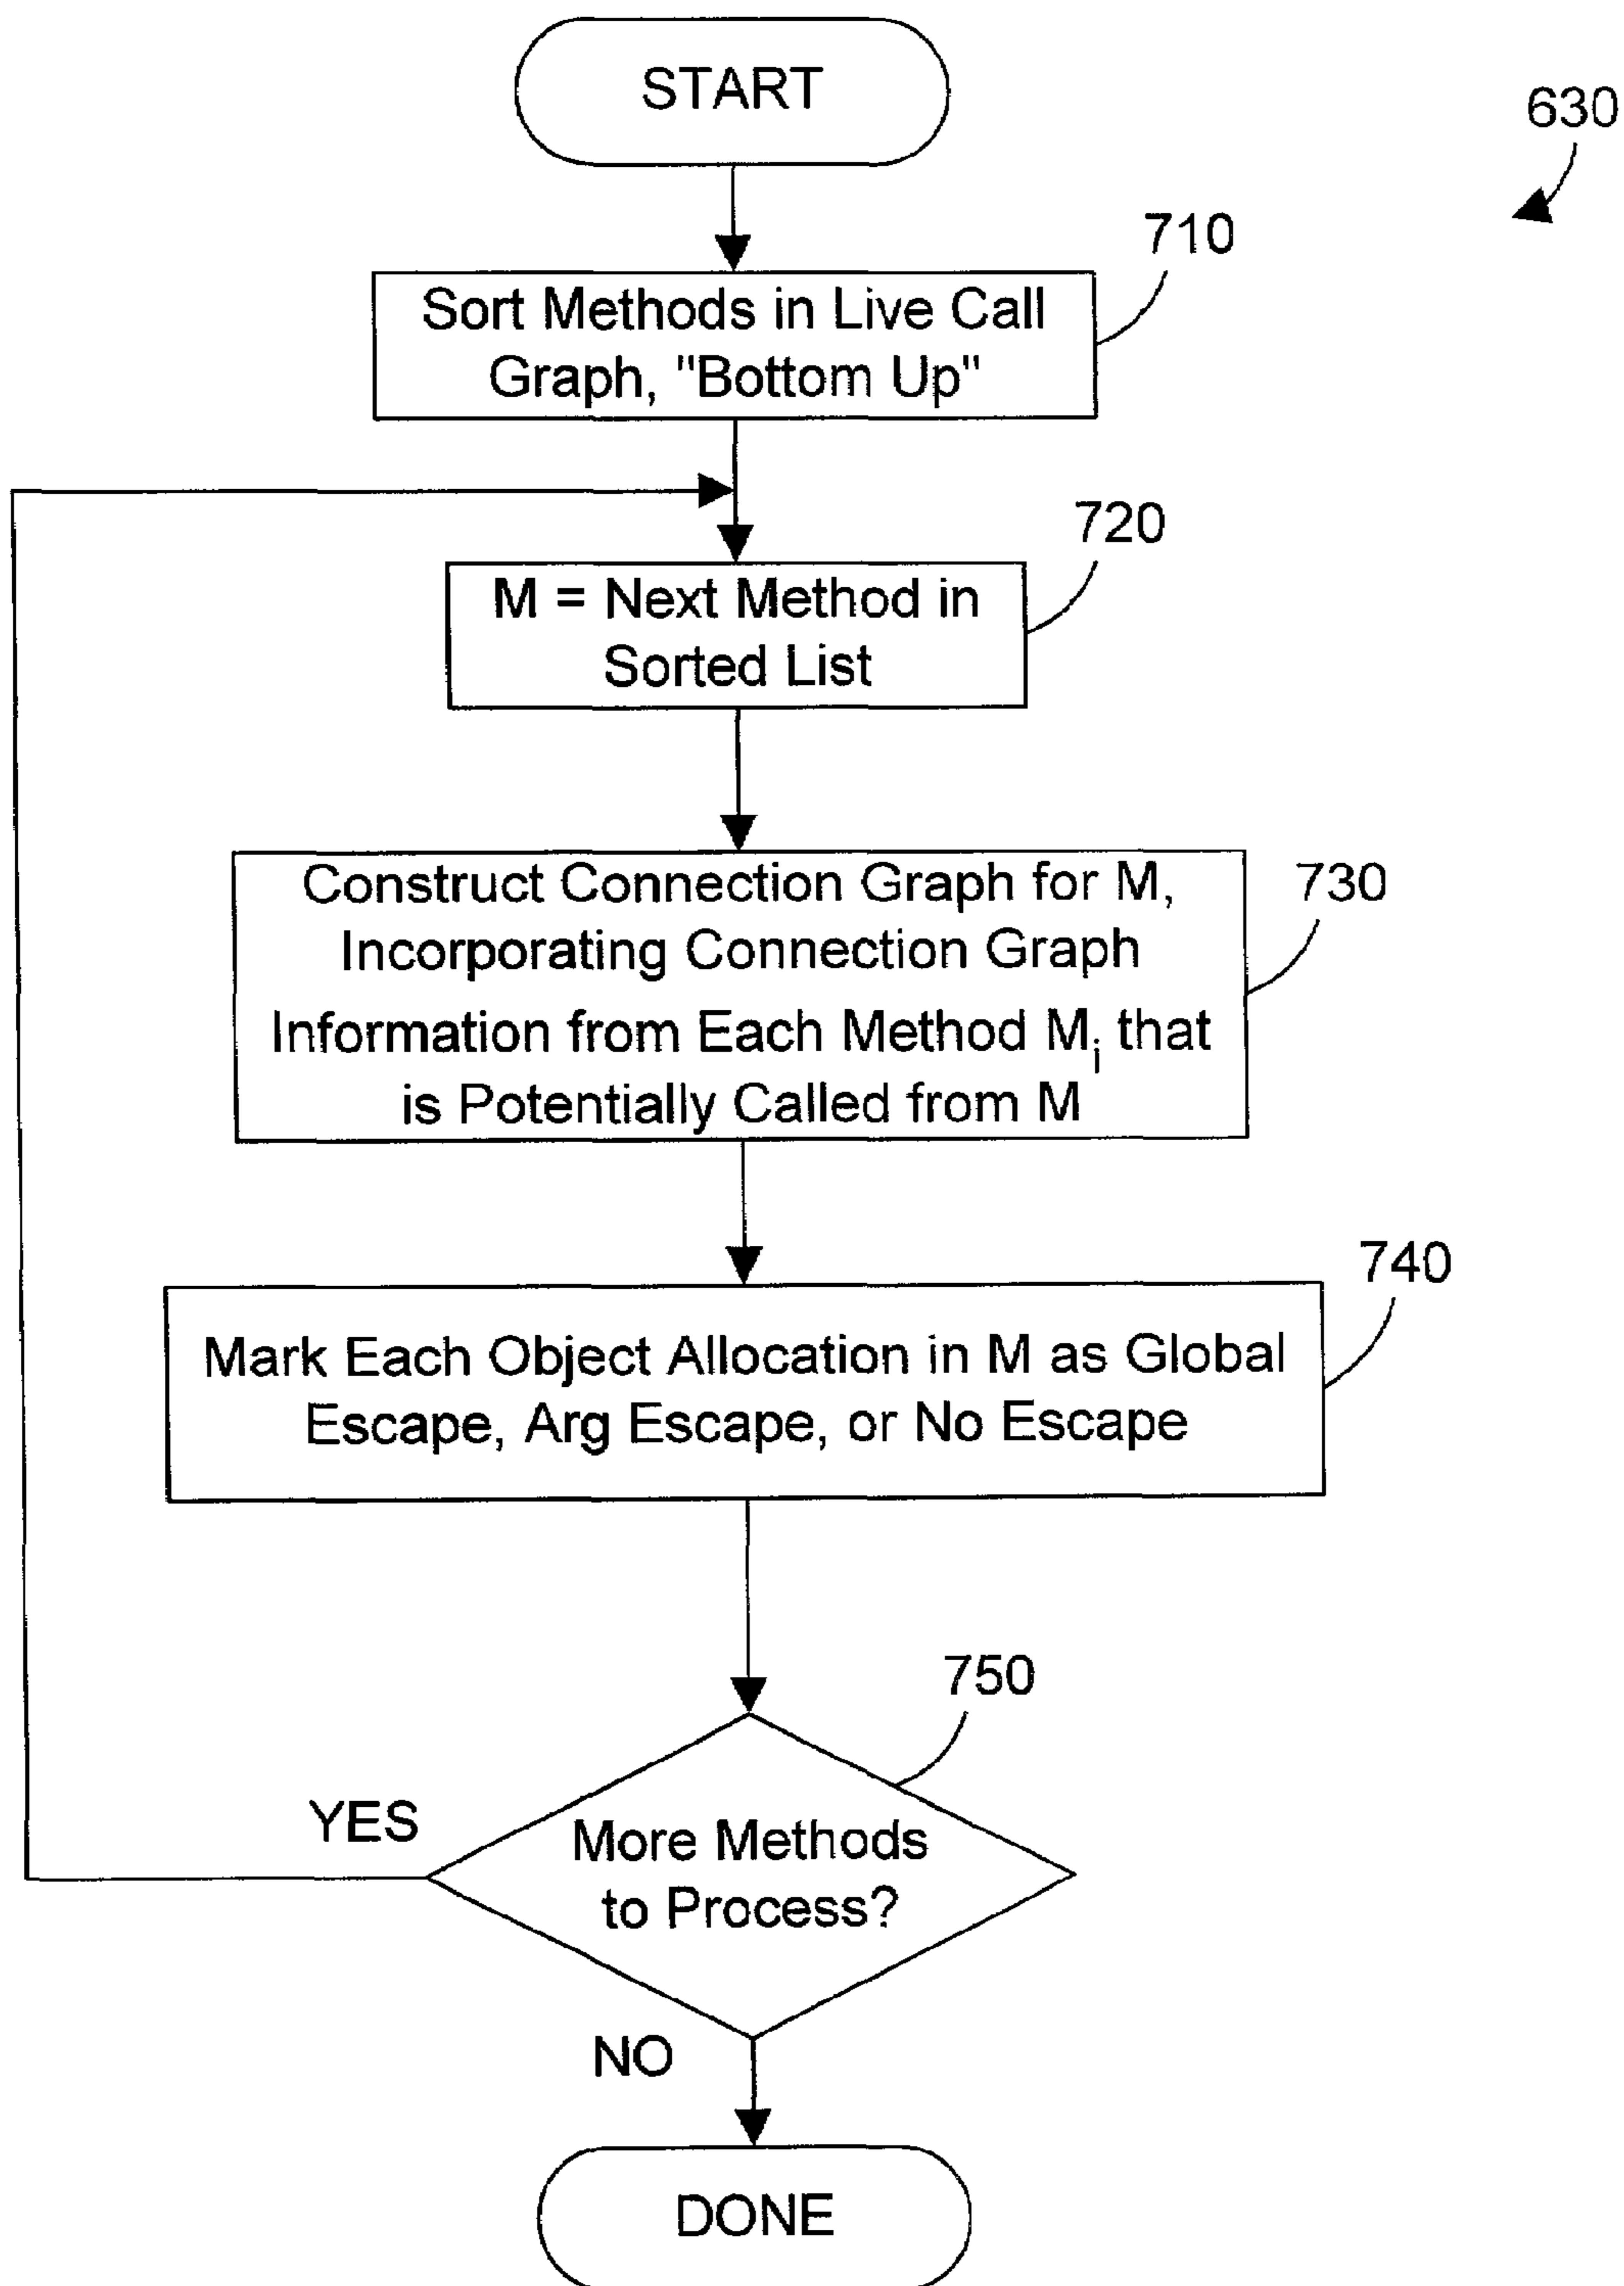 START
630
710
Sort Methods in Live Call
Graph, "Bottom Up"
720
M = Next Method in
Sorted List
730
Construct Connection Graph for M,
Incorporating Connection Graph
Information from Each Method Mi that
is Potentially Called from M
740
Mark Each Object Allocation in M as Global
Escape, Arg Escape, or No Escape
750
YES
More Methods
to Process?
NO
DONE